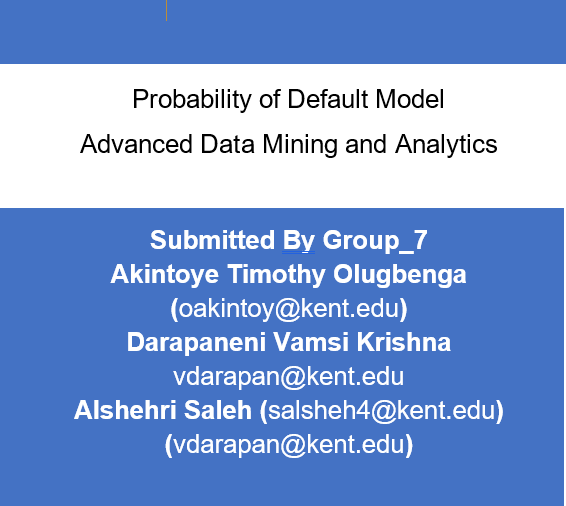 Probability of Default Model
Advanced Data Mining and Analytics
Submitted By Group_7
Akintoye Timothy Olugbenga
(oakintoy@kent.edu)
Darapaneni Vamsi Krishna
vdarapan@kent.edu
Alshehri Saleh (salsheh4@kent.edu)
(vdarapan@kent.edu)